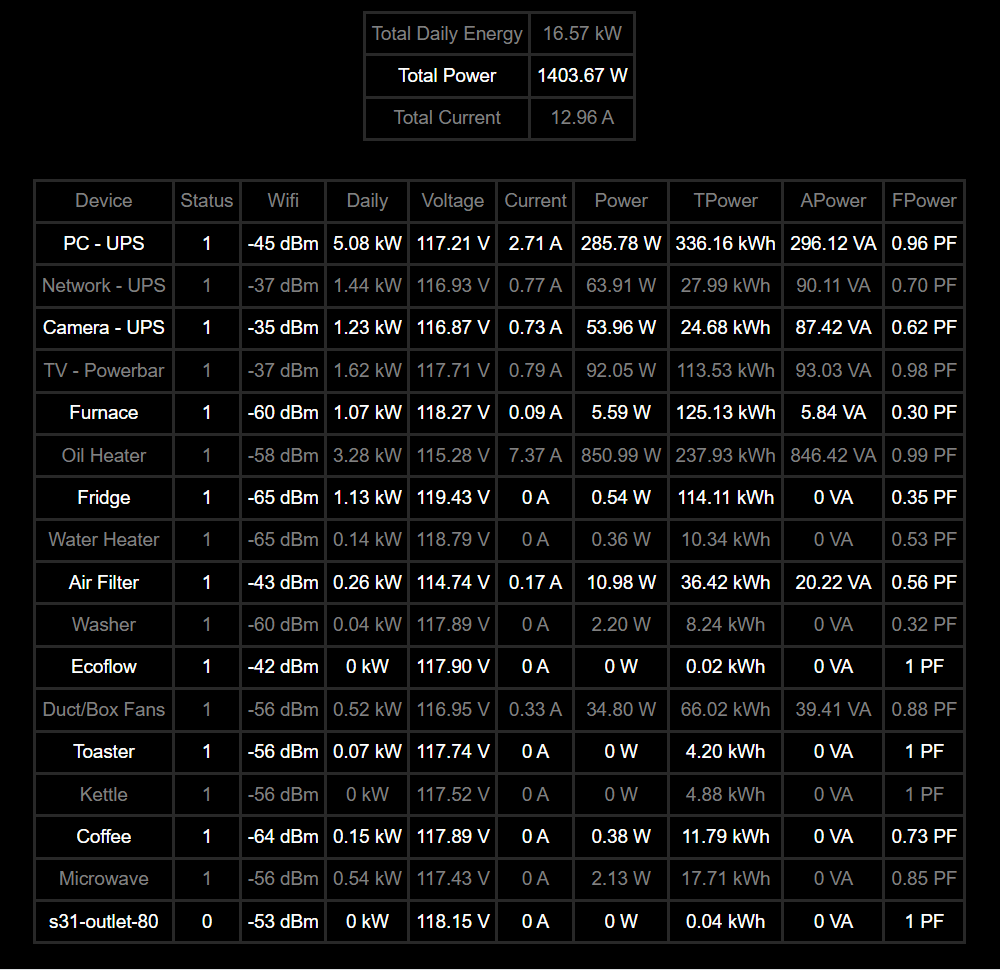 Total Daily Energy 16.57 kW
Total Power 1403.67 W
Total Current 12.96 A
Device Status Wifi Daily Voltage Current Power TPower APower FPower
PC - UPS 1 -45 dBm 5.08 kW 117.21 V 2.71 A 285.78 W 336.16 kWh 296.12 VA 0.96 PF
Network - UPS 1 -37 dBm 1.44 kW 116.93 V 0.77 A 63.91 W 27.99 kWh 90.11 VA 0.70 PF
Camera - UPS 1 -35 dBm 1.23 kW 116.87 V 0.73 A 53.96 W 24.68 kWh 87.42 VA 0.62 PF
TV - Powerbar 1 -37 dBm 1.62 kW 117.71 V 0.79 A 92.05 W 113.53 kWh 93.03 VA 0.98 PF
Furnace 1 -60 dBm 1.07 kW 118.27 V 0.09 A 5.59 W 125.13 kWh 5.84 VA 0.30 PF
Oil Heater 1 -58 dBm 3.28 kW 115.28 V 7.37 A 850.99 W 237.93 kWh 846.42 VA 0.99 PF
Fridge 1 -65 dBm 1.13 kW 119.43 V 0 A 0.54 W 114.11 kWh 0 VA 0.35 PF
Water Heater 1 -65 dBm 0.14 kW 118.79 V 0 A 0.36 W 10.34 kWh 0 VA 0.53 PF
Air Filter 1 -43 dBm 0.26 kW 114.74 V 0.17 A 10.98 W 36.42 kWh 20.22 VA 0.56 PF
Washer 1 -60 dBm 0.04 kW 117.89 V 0 A 2.20 W 8.24 kWh 0 VA 0.32 PF
Ecoflow 1 -42 dBm 0 kW 117.90 V 0 A 0 W 0.02 kWh 0 VA 1 PF
Duct/Box Fans 1 -56 dBm 0.52 kW 116.95 V 0.33 A 34.80 W 66.02 kWh 39.41 VA 0.88 PF
Toaster 1 -56 dBm 0.07 kW 117.74 V 0 A 0 W 4.20 kWh 0 VA 1 PF
Kettle 1 -56 dBm 0 kW 117.52 V 0 A 0 W 4.88 kWh 0 VA 1 PF
Coffee 1 -64 dBm 0.15 kW 117.89 V 0 A 0.38 W 11.79 kWh 0 VA 0.73 PF
Microwave 1 -56 dBm 0.54 kW 117.43 V 0 A 2.13 W 17.71 kWh 0 VA 0.85 PF
s31-outlet-80 0 -53 dBm 0 kW 118.15 V 0 A 0 W 0.04 kWh 0 VA 1 PF